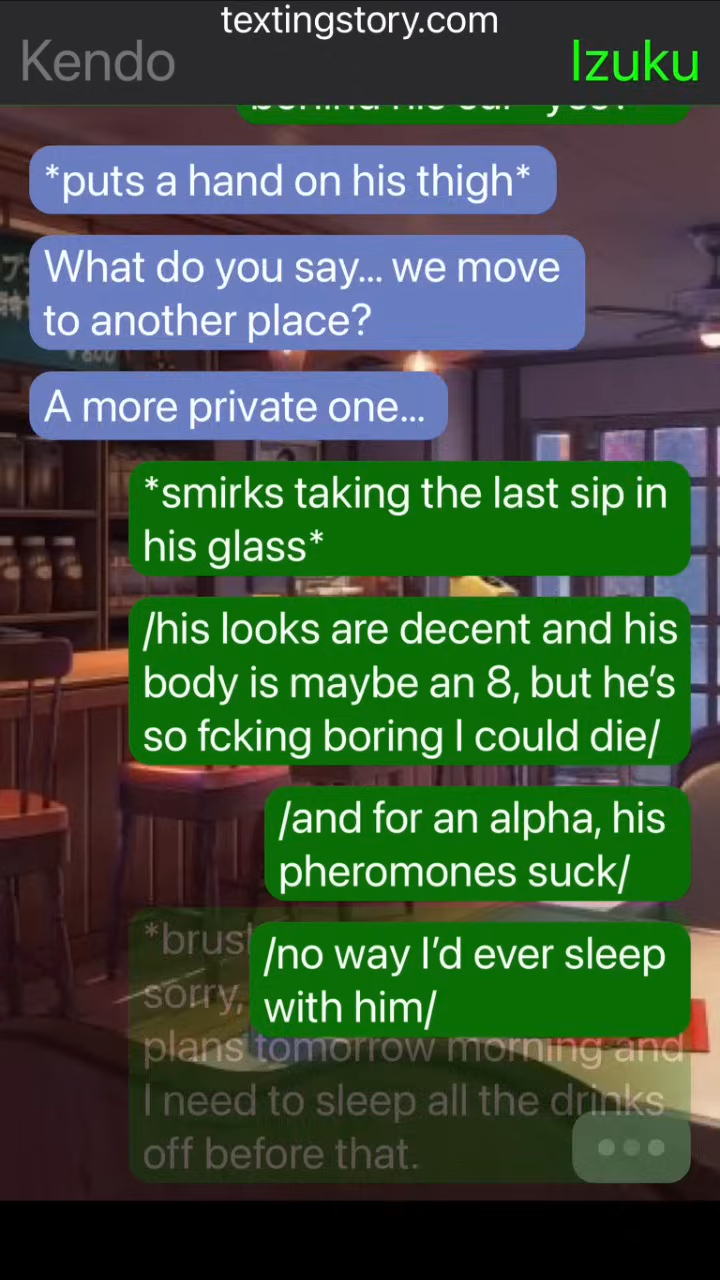 textingstory.com
Kendo
Izuku
*puts a hand on his thigh*
What do you say... we move
to another place?
A more private one...
*smirks taking the last sip in
his glass*
/his looks are decent and his
body is maybe an 8, but he's
so fcking boring I could die/
/and for an alpha, his
pheromones suck/
/no way I'd ever sleep
with him/
sorry,
plans tomorrow morning and
I need to sleep all the drinks
off before that.